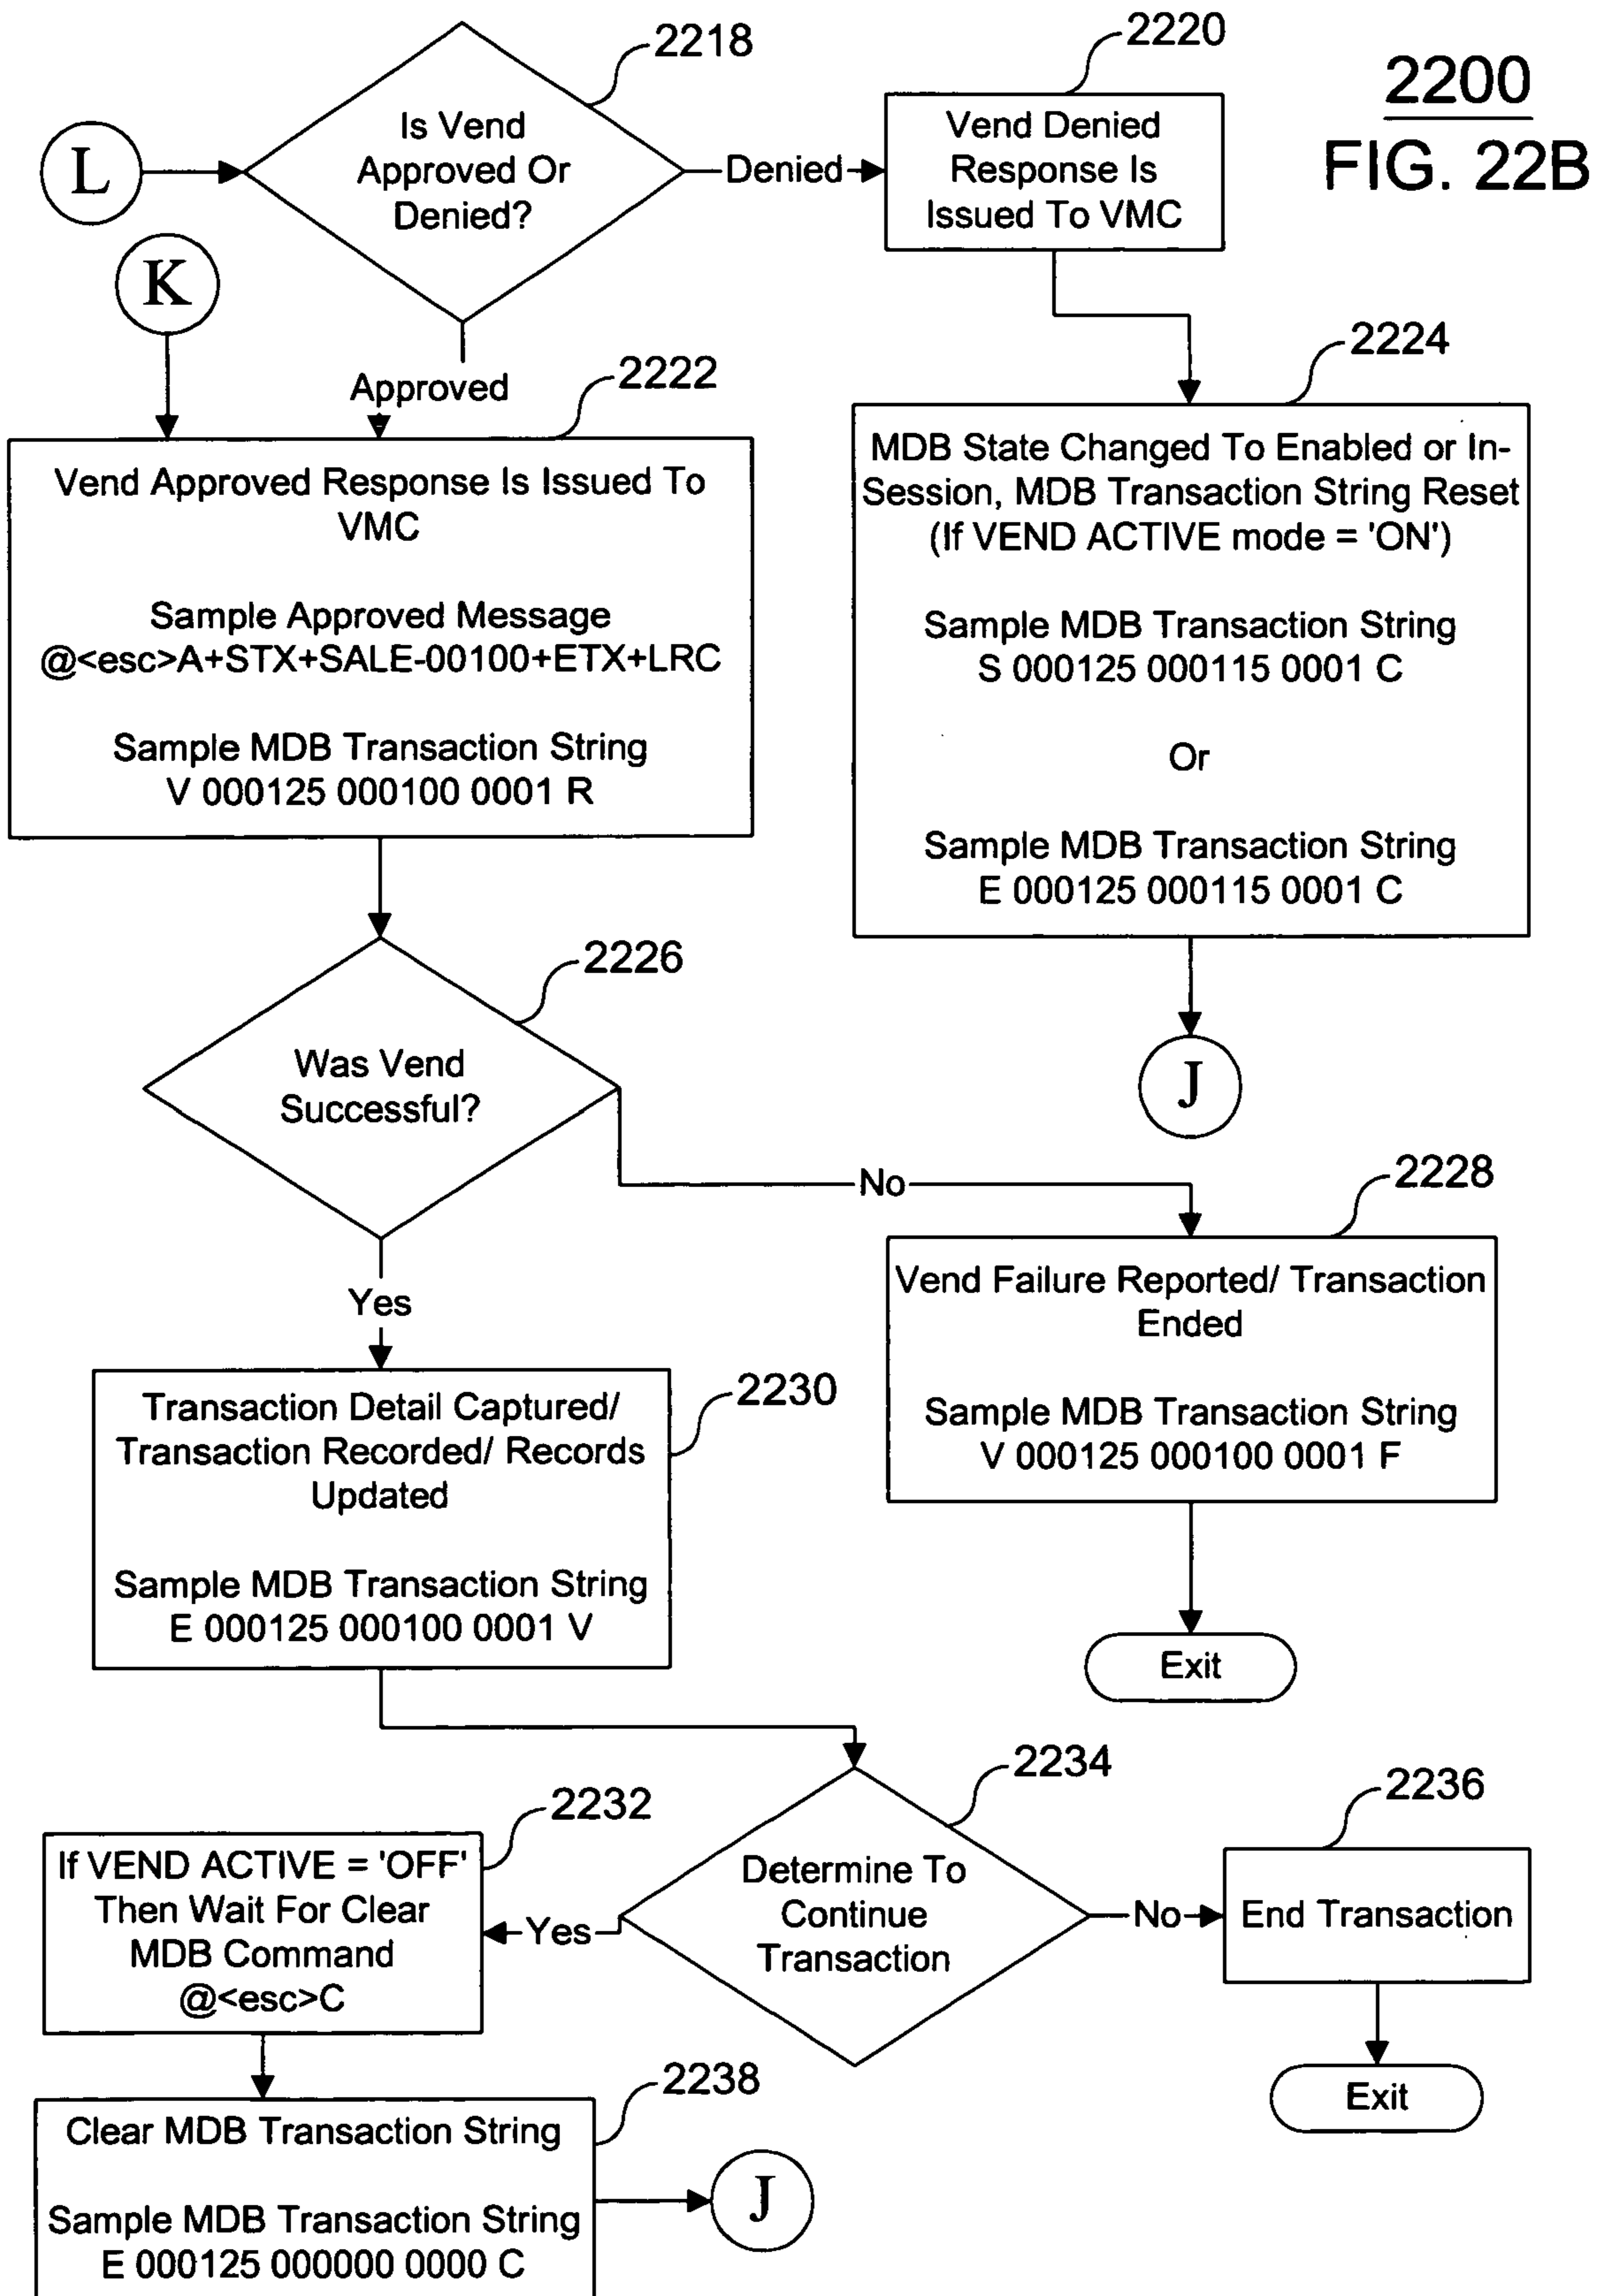 2200
FIG. 22B
L
2218
Is Vend
Approved Or
Denied?
Denied
2220
Vend Denied
Response Is
Issued To VMC
K
Approved
2222
Vend Approved Response Is Issued To
VMC
Sample Approved Message
@<esc>A+STX+SALE-00100+ETX+LRC
Sample MDB Transaction String
V 000125 000100 0001 R
2224
MDB State Changed To Enabled or In-
Session, MDB Transaction String Reset
(If VEND ACTIVE mode = 'ON')
Sample MDB Transaction String
S 000125 000115 0001 C
Or
Sample MDB Transaction String
E 000125 000115 0001 C
J
2226
Was Vend
Successful?
No
2228
Vend Failure Reported/ Transaction
Ended
Sample MDB Transaction String
V 000125 000100 0001 F
Exit
Yes
2230
Transaction Detail Captured/
Transaction Recorded/ Records
Updated
Sample MDB Transaction String
E 000125 000100 0001 V
2234
Determine To
Continue
Transaction
No
2236
End Transaction
Exit
Yes
2232
If VEND ACTIVE = 'OFF'
Then Wait For Clear
MDB Command
@<esc>C
2238
Clear MDB Transaction String
Sample MDB Transaction String
E 000125 000000 0000 C
J